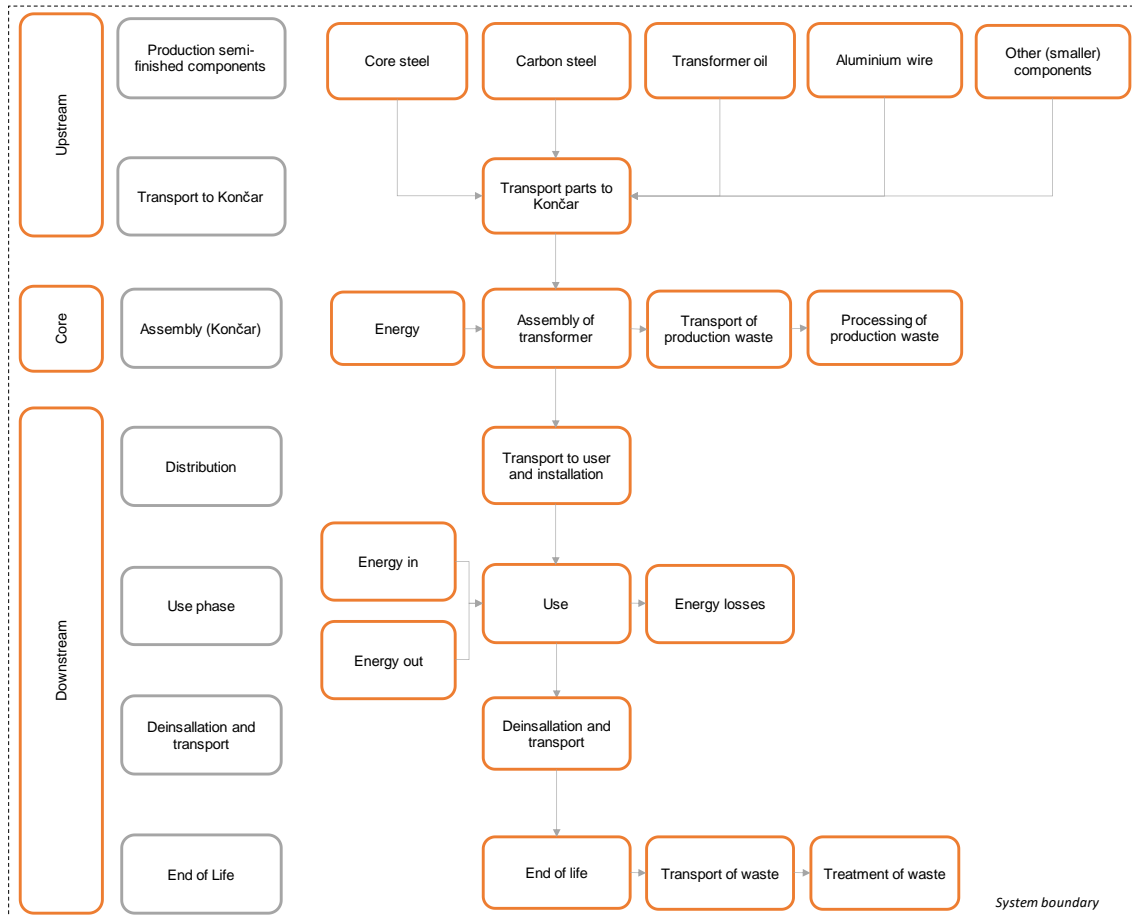 Upstream
Production semi-
finished components
Core steel
Carbon steel
Transformer oil
Aluminium wire
Other (smaller)
components
Transport to Končar
Transport parts to
Končar
Core
Assembly (Končar)
Energy
Assembly of
transformer
Transport of
production waste
Processing of
production waste
Downstream
Distribution
Transport to user
and installation
Use phase
Energy in
Energy out
Use
Energy losses
Deinsallation and
transport
Deinsallation and
transport
End of Life
End of life
Transport of waste
Treatment of waste
System boundary